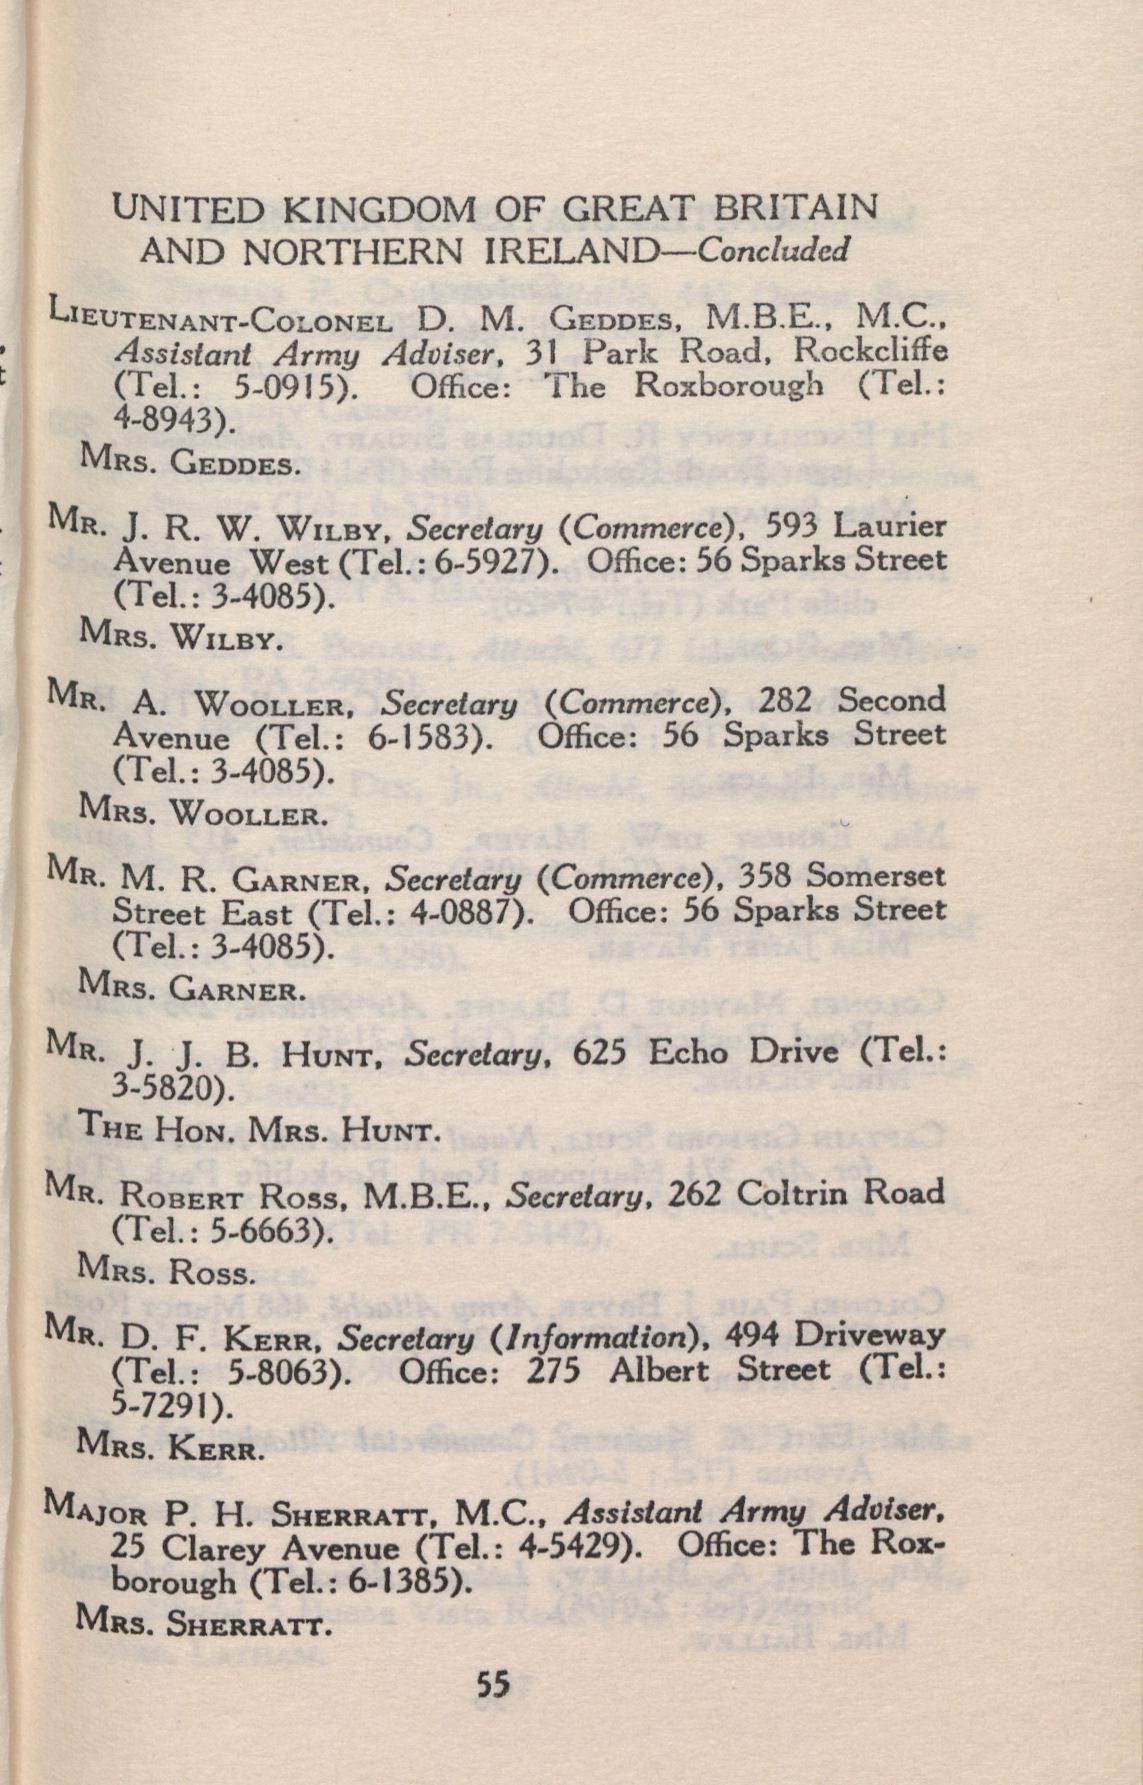 UNITED KINGDOM OF GREAT BRITAIN
AND NORTHERN IRELAND—Concluded
LIEUTENANT-COLONEL D. M. GEDDES, M.B.E., M.C.,
Assistant Army Adviser, 31 Park Road, Rockcliffe
(Tel.: 5-0915). Office: The Roxborough (Tel.:
4-8943).
MRS. GEDDES.
MR. J. R. W. WILBY, Secretary (Commerce), 593 Laurier
Avenue West (Tel.: 6-5927). Office: 56 Sparks Street
(Tel.: 3-4085).
MRS. WILBY.
MR. A. WOOLLER, Secretary (Commerce), 282 Second
Avenue (Tel.: 6-1583). Office: 56 Sparks Street
(Tel.: 3-4085).
MRS. WOOLLER.
MR. M. R. GARNER, Secretary (Commerce), 358 Somerset
Street East (Tel.: 4-0887). Office: 56 Sparks Street
(Tel.: 3-4085).
MRS. GARNER.
MR. J. J. B. HUNT, Secretary, 625 Echo Drive (Tel.:
3-5820).
THE HON. MRS. HUNT.
MR. ROBERT ROSS, M.B.E., Secretary, 262 Coltrin Road
(Tel.: 5-6663).
MRS. ROSS.
MR. D. F. KERR, Secretary (Information), 494 Driveway
(Tel.: 5-8063). Office: 275 Albert Street (Tel.:
5-7291).
MRS. KERR.
MAJOR P. H. SHERRATT, M.C., Assistant Army Adviser,
25 Clarey Avenue (Tel.: 4-5429). Office: The Rox-
borough (Tel.: 6-1385).
MRS. SHERRATT.
55